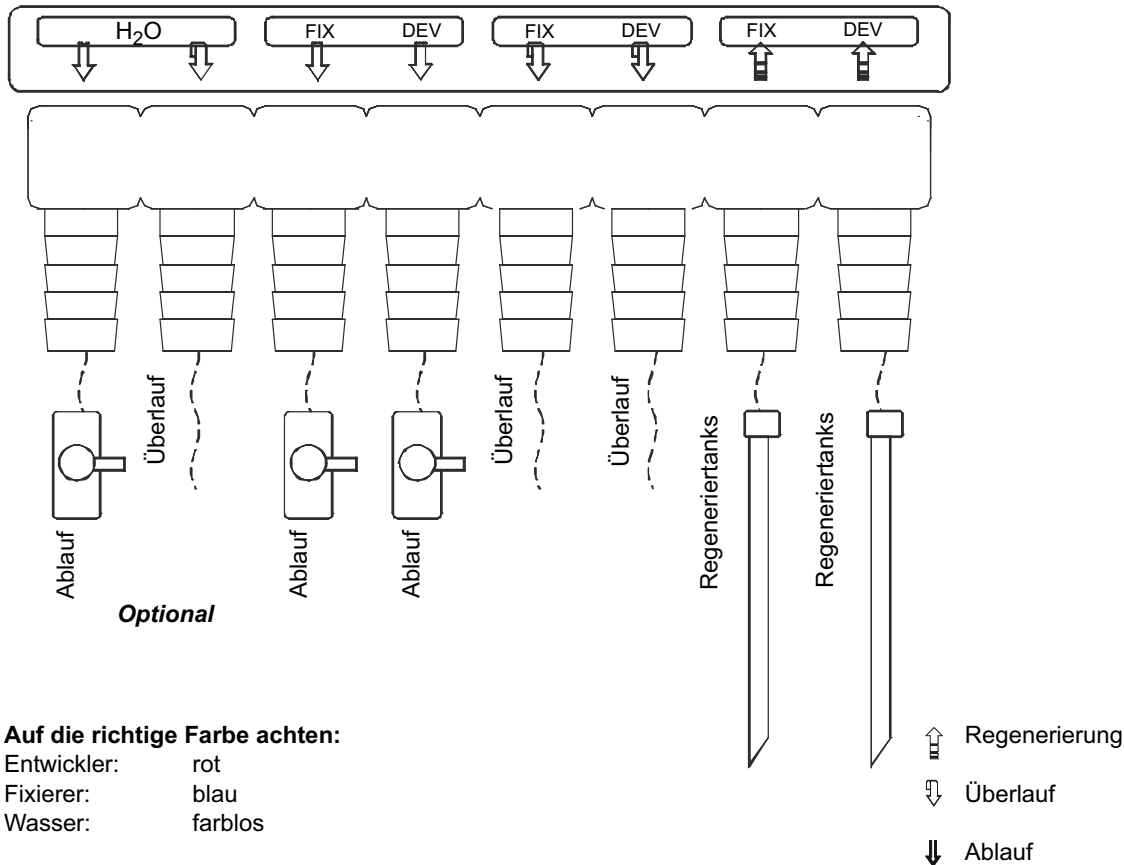 H₂O FIX DEV FIX DEV FIX DEV
Überlauf
Überlauf
Überlauf
Regeneriertanks
Regeneriertanks
Ablauf
Ablauf
Ablauf
Optional
Auf die richtige Farbe achten:
Entwickler: rot
Fixierer: blau
Wasser: farblos
Regenerierung
Überlauf
Ablauf